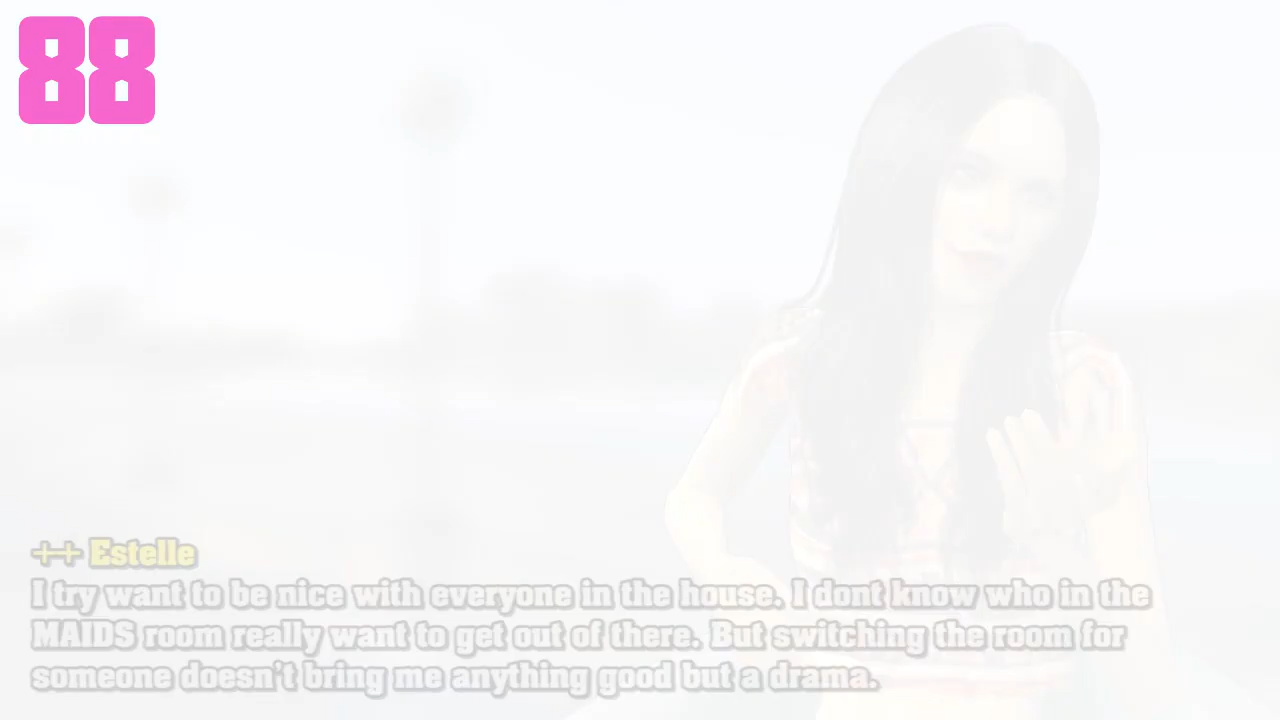 88
++ Estelle
I try want to be nice with everyone in the house. I dont know who in the
MAIDS room really want to get out of there. But switching the room for
someone doesn't bring me anything good but a drama.